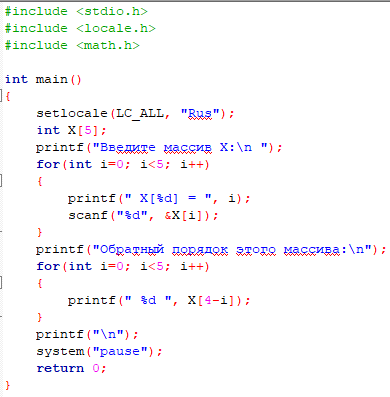 #include <stdio.h>
#include <locale.h>
#include <math.h>

int main()
{
    setlocale(LC_ALL, "Rus");
    int X[5];
    printf("Введите массив X:\n ");
    for(int i=0; i<5; i++)
    {
        printf(" X[%d] = ", i);
        scanf("%d", &X[i]);
    }
    printf("Обратный порядок этого массива:\n");
    for(int i=0; i<5; i++)
    {
        printf(" %d ", X[4-i]);
    }
    printf("\n");
    system("pause");
    return 0;
}